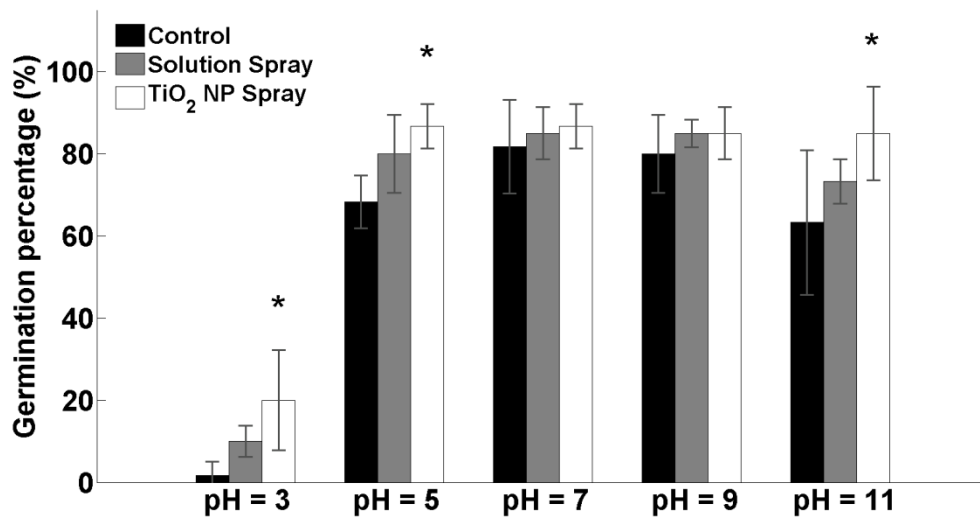 Germination percentage (%)
100
80
60
40
20
0
Control
Solution Spray
TiO₂ NP Spray
*
*
*
pH = 3
pH = 5
pH = 7
pH = 9
pH = 11